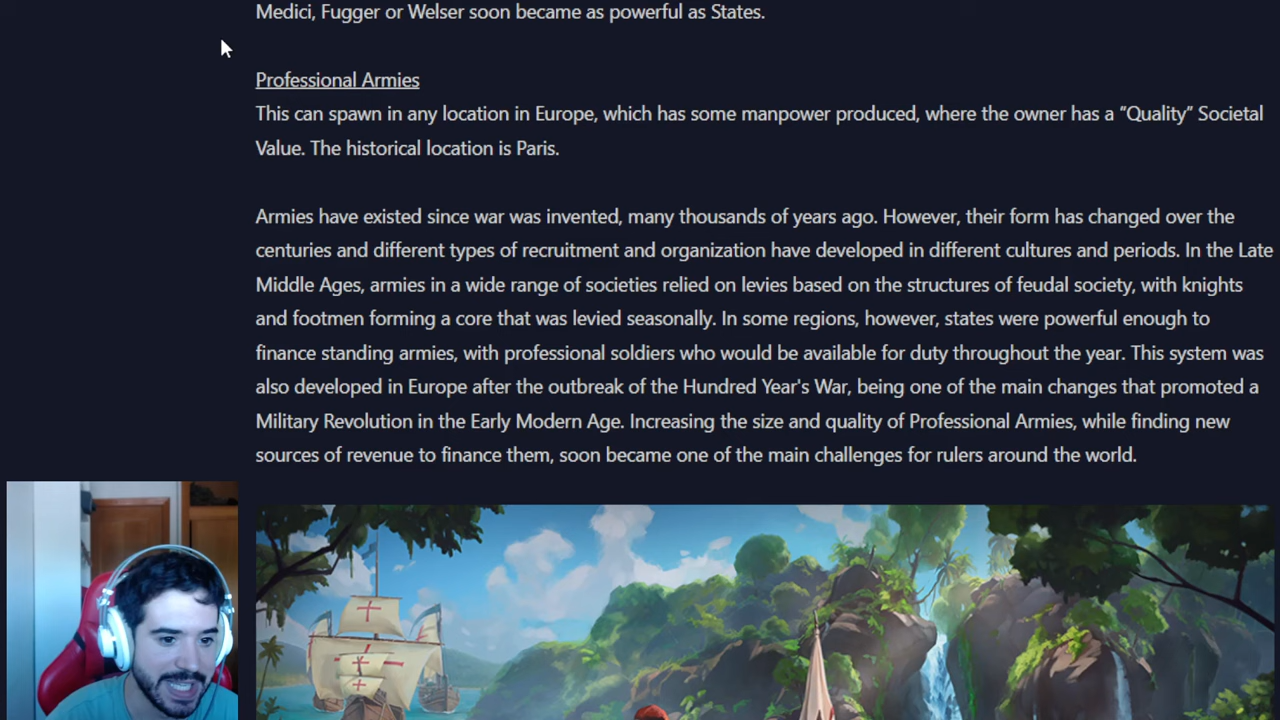 Medici, Fugger or Welser soon became as powerful as States.
Professional Armies
This can spawn in any location in Europe, which has some manpower produced, where the owner has a “Quality” Societal
Value. The historical location is Paris.
Armies have existed since war was invented, many thousands of years ago. However, their form has changed over the
centuries and different types of recruitment and organization have developed in different cultures and periods. In the Late
Middle Ages, armies in a wide range of societies relied on levies based on the structures of feudal society, with knights
and footmen forming a core that was levied seasonally. In some regions, however, states were powerful enough to
finance standing armies, with professional soldiers who would be available for duty throughout the year. This system was
also developed in Europe after the outbreak of the Hundred Year's War, being one of the main changes that promoted a
Military Revolution in the Early Modern Age. Increasing the size and quality of Professional Armies, while finding new
sources of revenue to finance them, soon became one of the main challenges for rulers around the world.